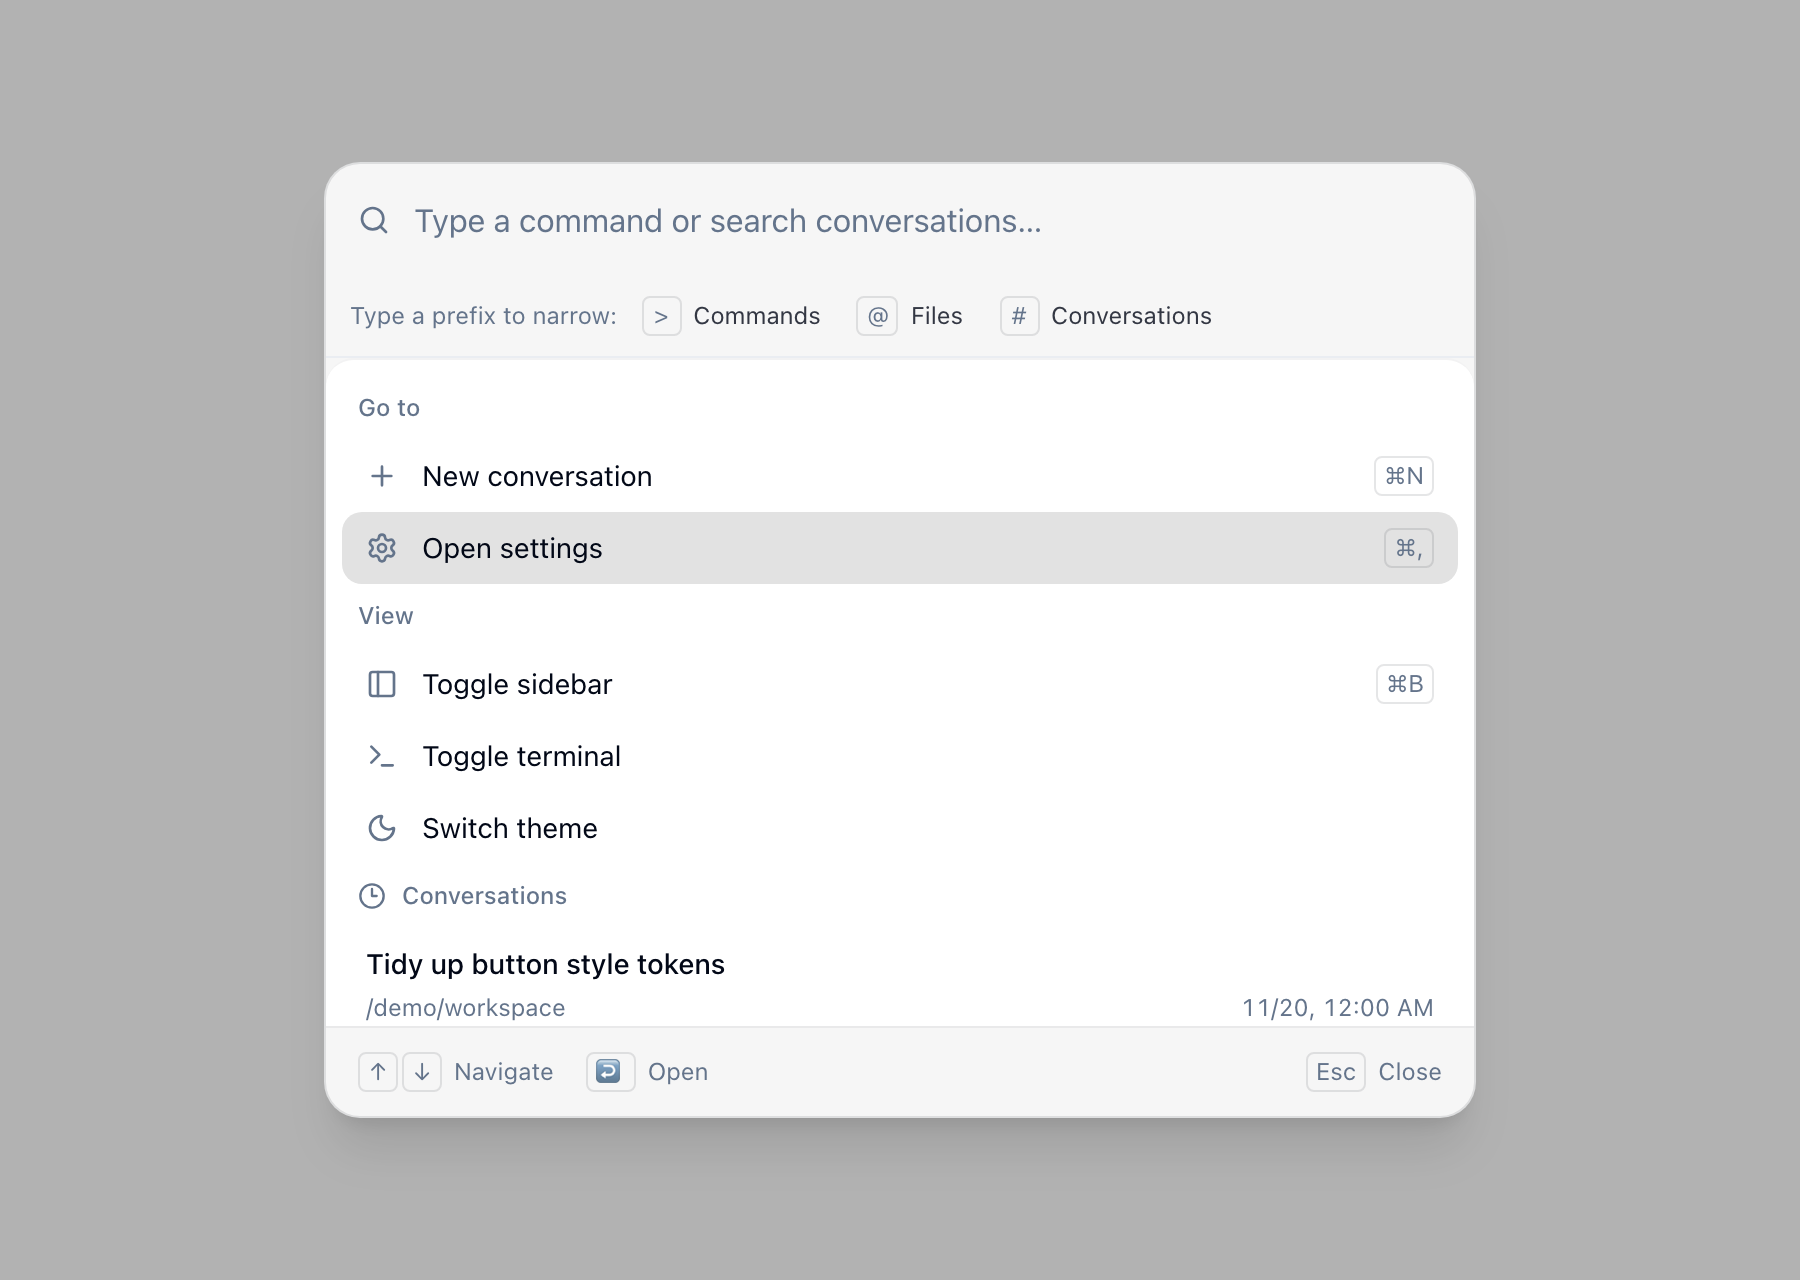 Type a command or search conversations...
Type a prefix to narrow: > Commands @ Files # Conversations
Go to
New conversation ⌘N
Open settings ⌘,
View
Toggle sidebar ⌘B
Toggle terminal
Switch theme
Conversations
Tidy up button style tokens
/demo/workspace 11/20, 12:00 AM
↑ ↓ Navigate ↩ Open Esc Close